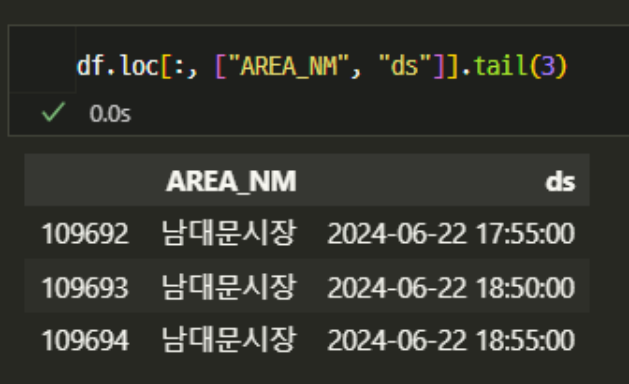 df.loc[:, ["AREA_NM", "ds"]].tail(3)
✓ 0.0s
AREA_NM ds
109692 남대문시장 2024-06-22 17:55:00
109693 남대문시장 2024-06-22 18:50:00
109694 남대문시장 2024-06-22 18:55:00